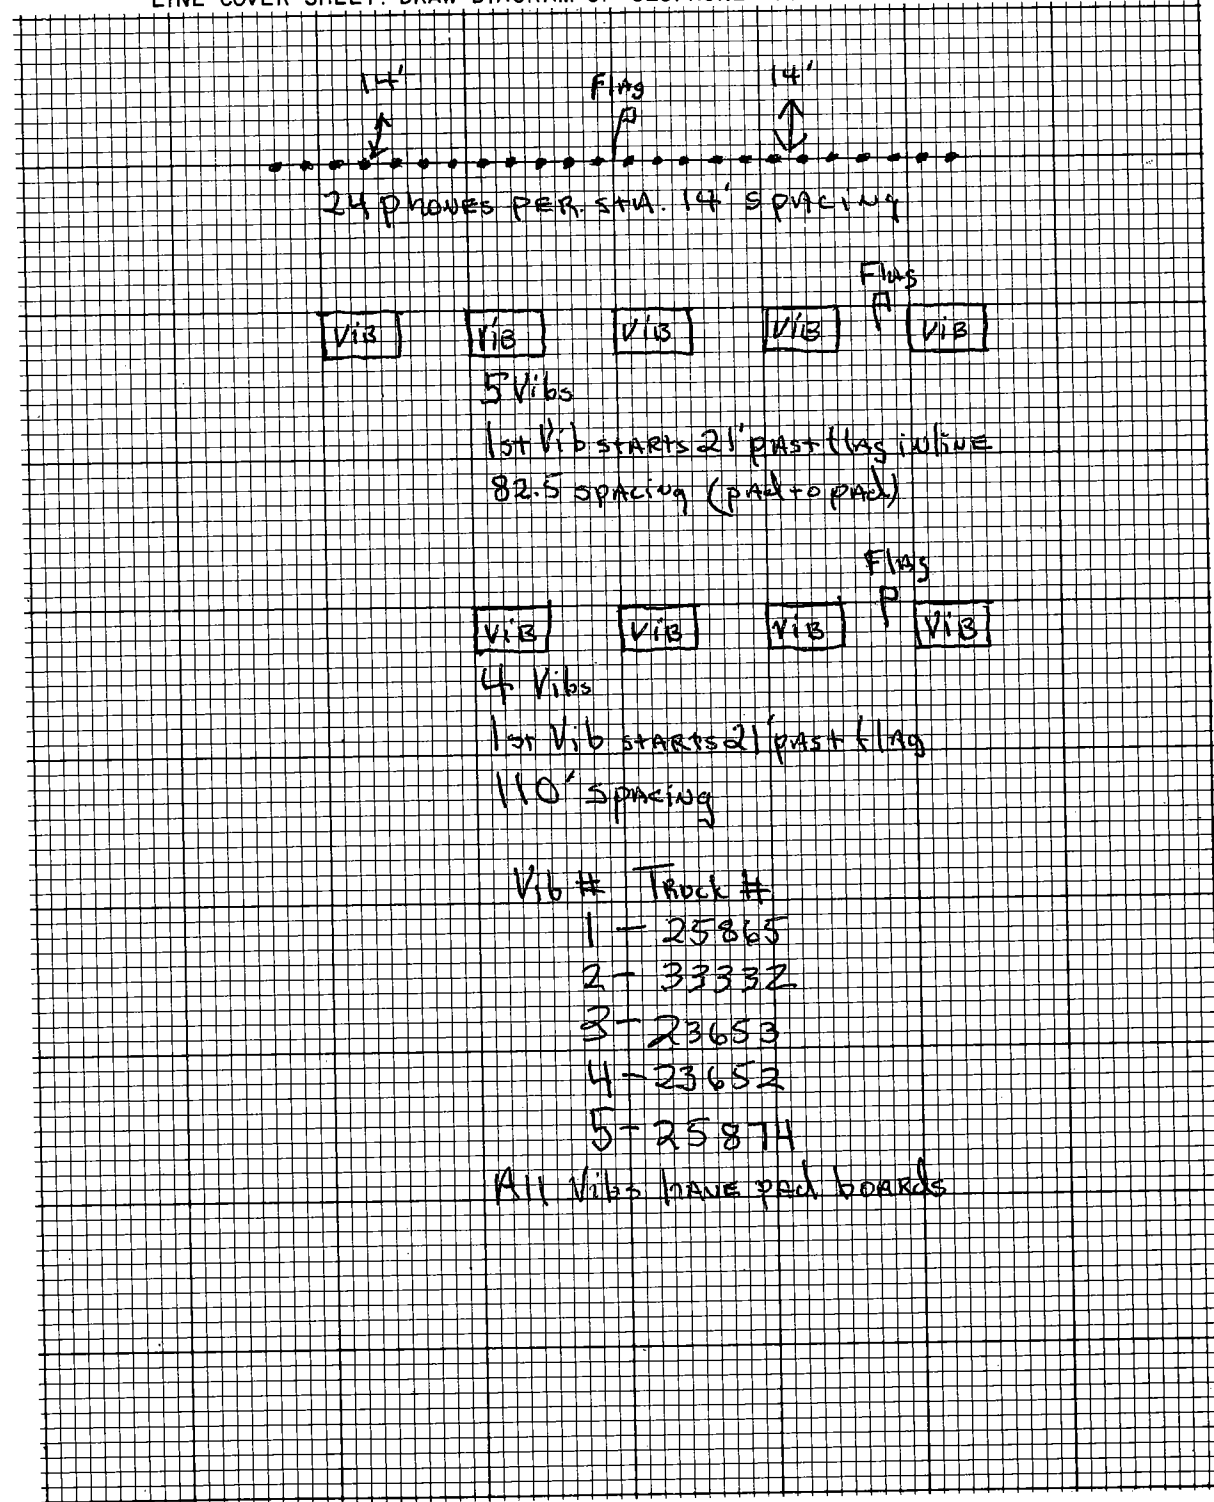 LINE COVER SHEET: DRAW DIAGRAM OF GEOPHONE
14' Flag 14'
24 phones per. sta. 14' spacing
Flag
Vib Vib Vib Vib Vib
5 Vibs
1st Vib starts 21' past flag inline
82.5 spacing (pad to pad)
Flag
Vib Vib Vib Vib
4 Vibs
1st Vib starts 21' past flag
110' spacing
Vib # Truck #
1 - 25865
2 - 33332
3 - 23653
4 - 23652
5 - 25874
All Vibs have pad boards